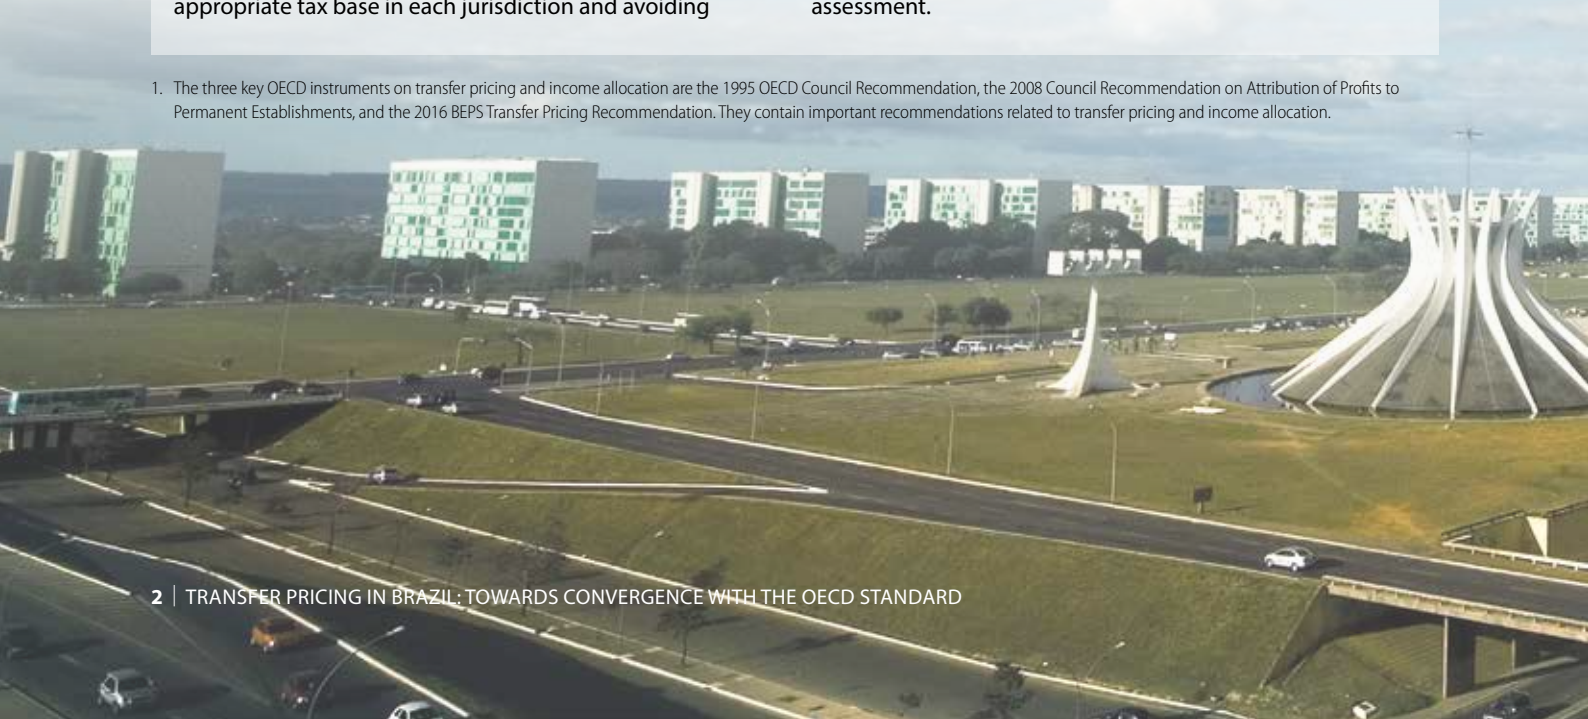 appropriate tax base in each jurisdiction and avoiding
assessment.
1. The three key OECD instruments on transfer pricing and income allocation are the 1995 OECD Council Recommendation, the 2008 Council Recommendation on Attribution of Profits to
Permanent Establishments, and the 2016 BEPS Transfer Pricing Recommendation. They contain important recommendations related to transfer pricing and income allocation.
2 | TRANSFER PRICING IN BRAZIL: TOWARDS CONVERGENCE WITH THE OECD STANDARD